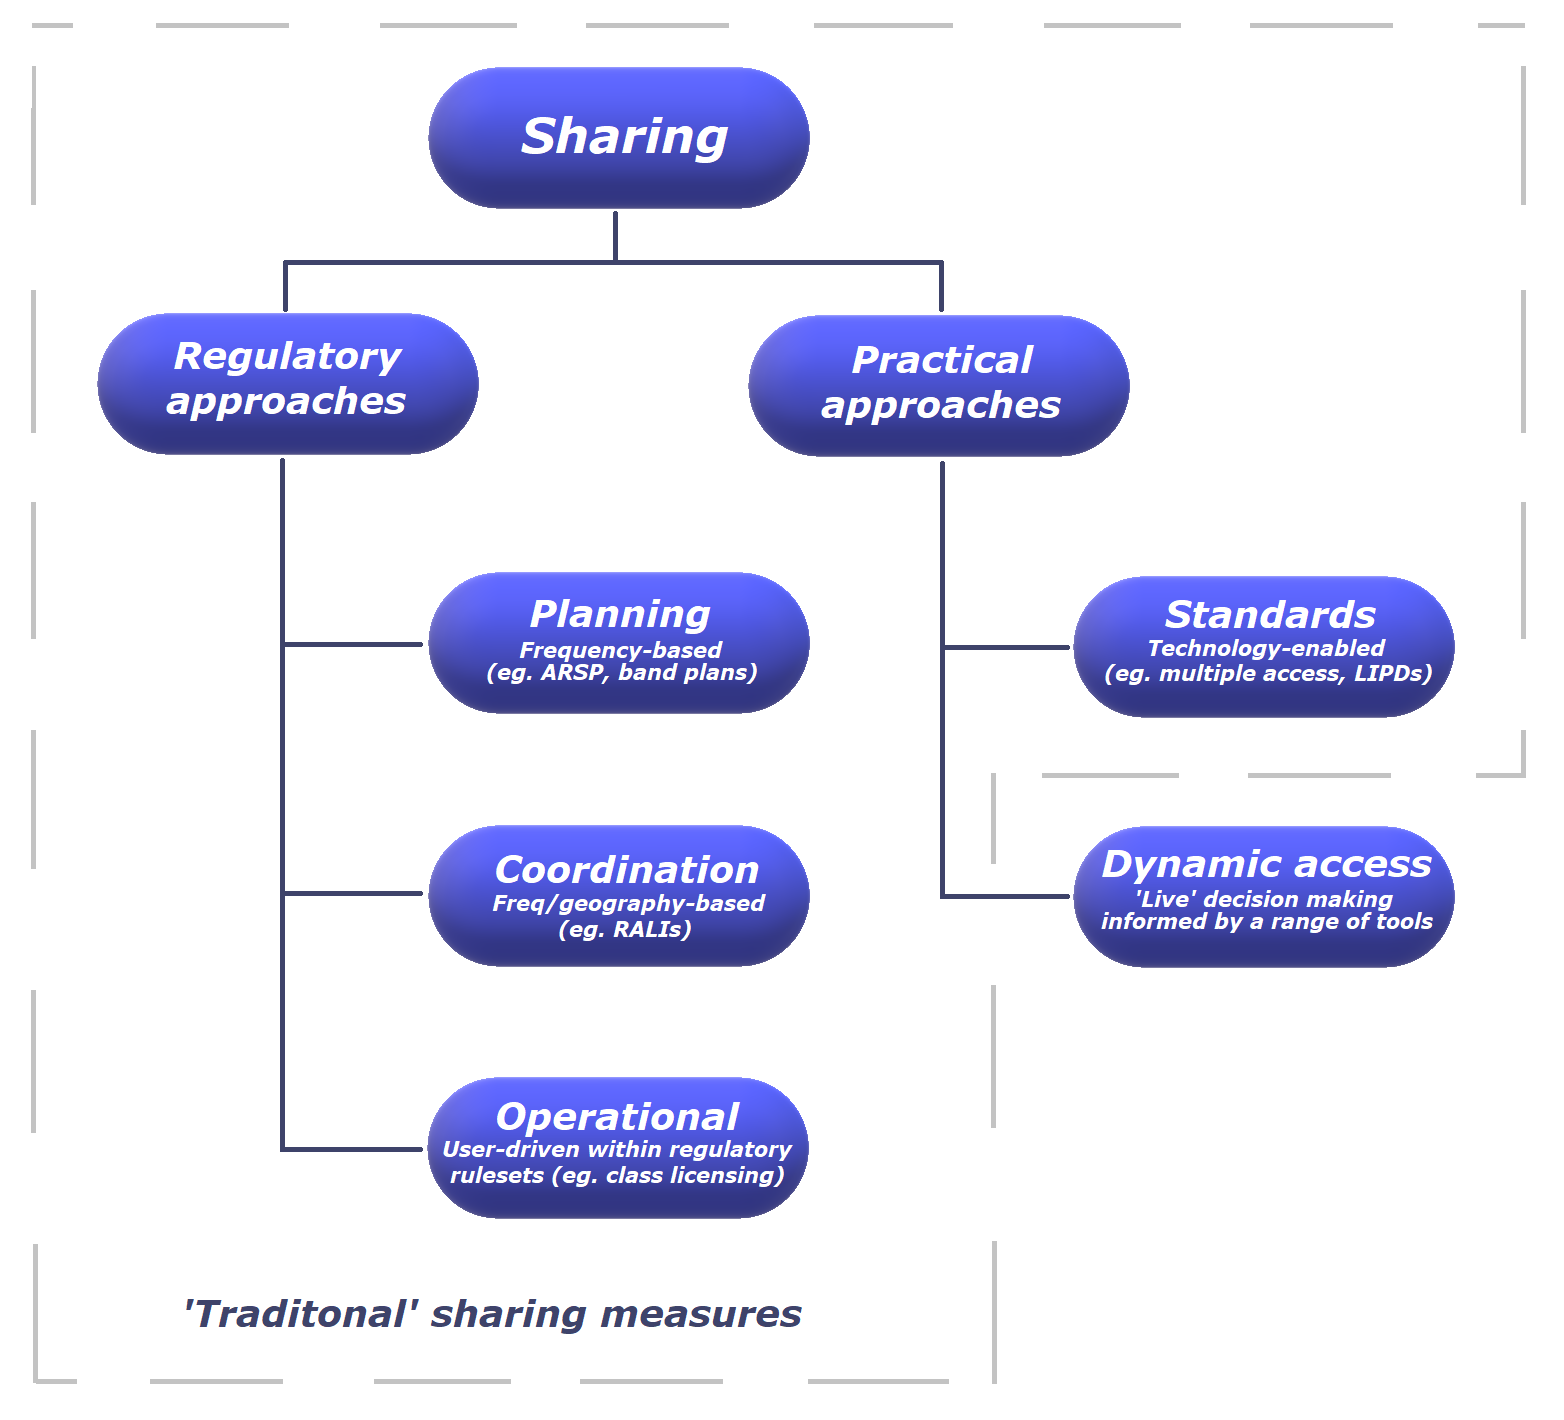 Sharing
Regulatory
approaches
Practical
approaches
Planning
Frequency-based
(eg. ARSP, band plans)
Standards
Technology-enabled
(eg. multiple access, LIPDs)
Coordination
Freq/geography-based
(eg. RALIs)
Dynamic access
'Live' decision making
informed by a range of tools
Operational
User-driven within regulatory
rulesets (eg. class licensing)
'Traditonal' sharing measures